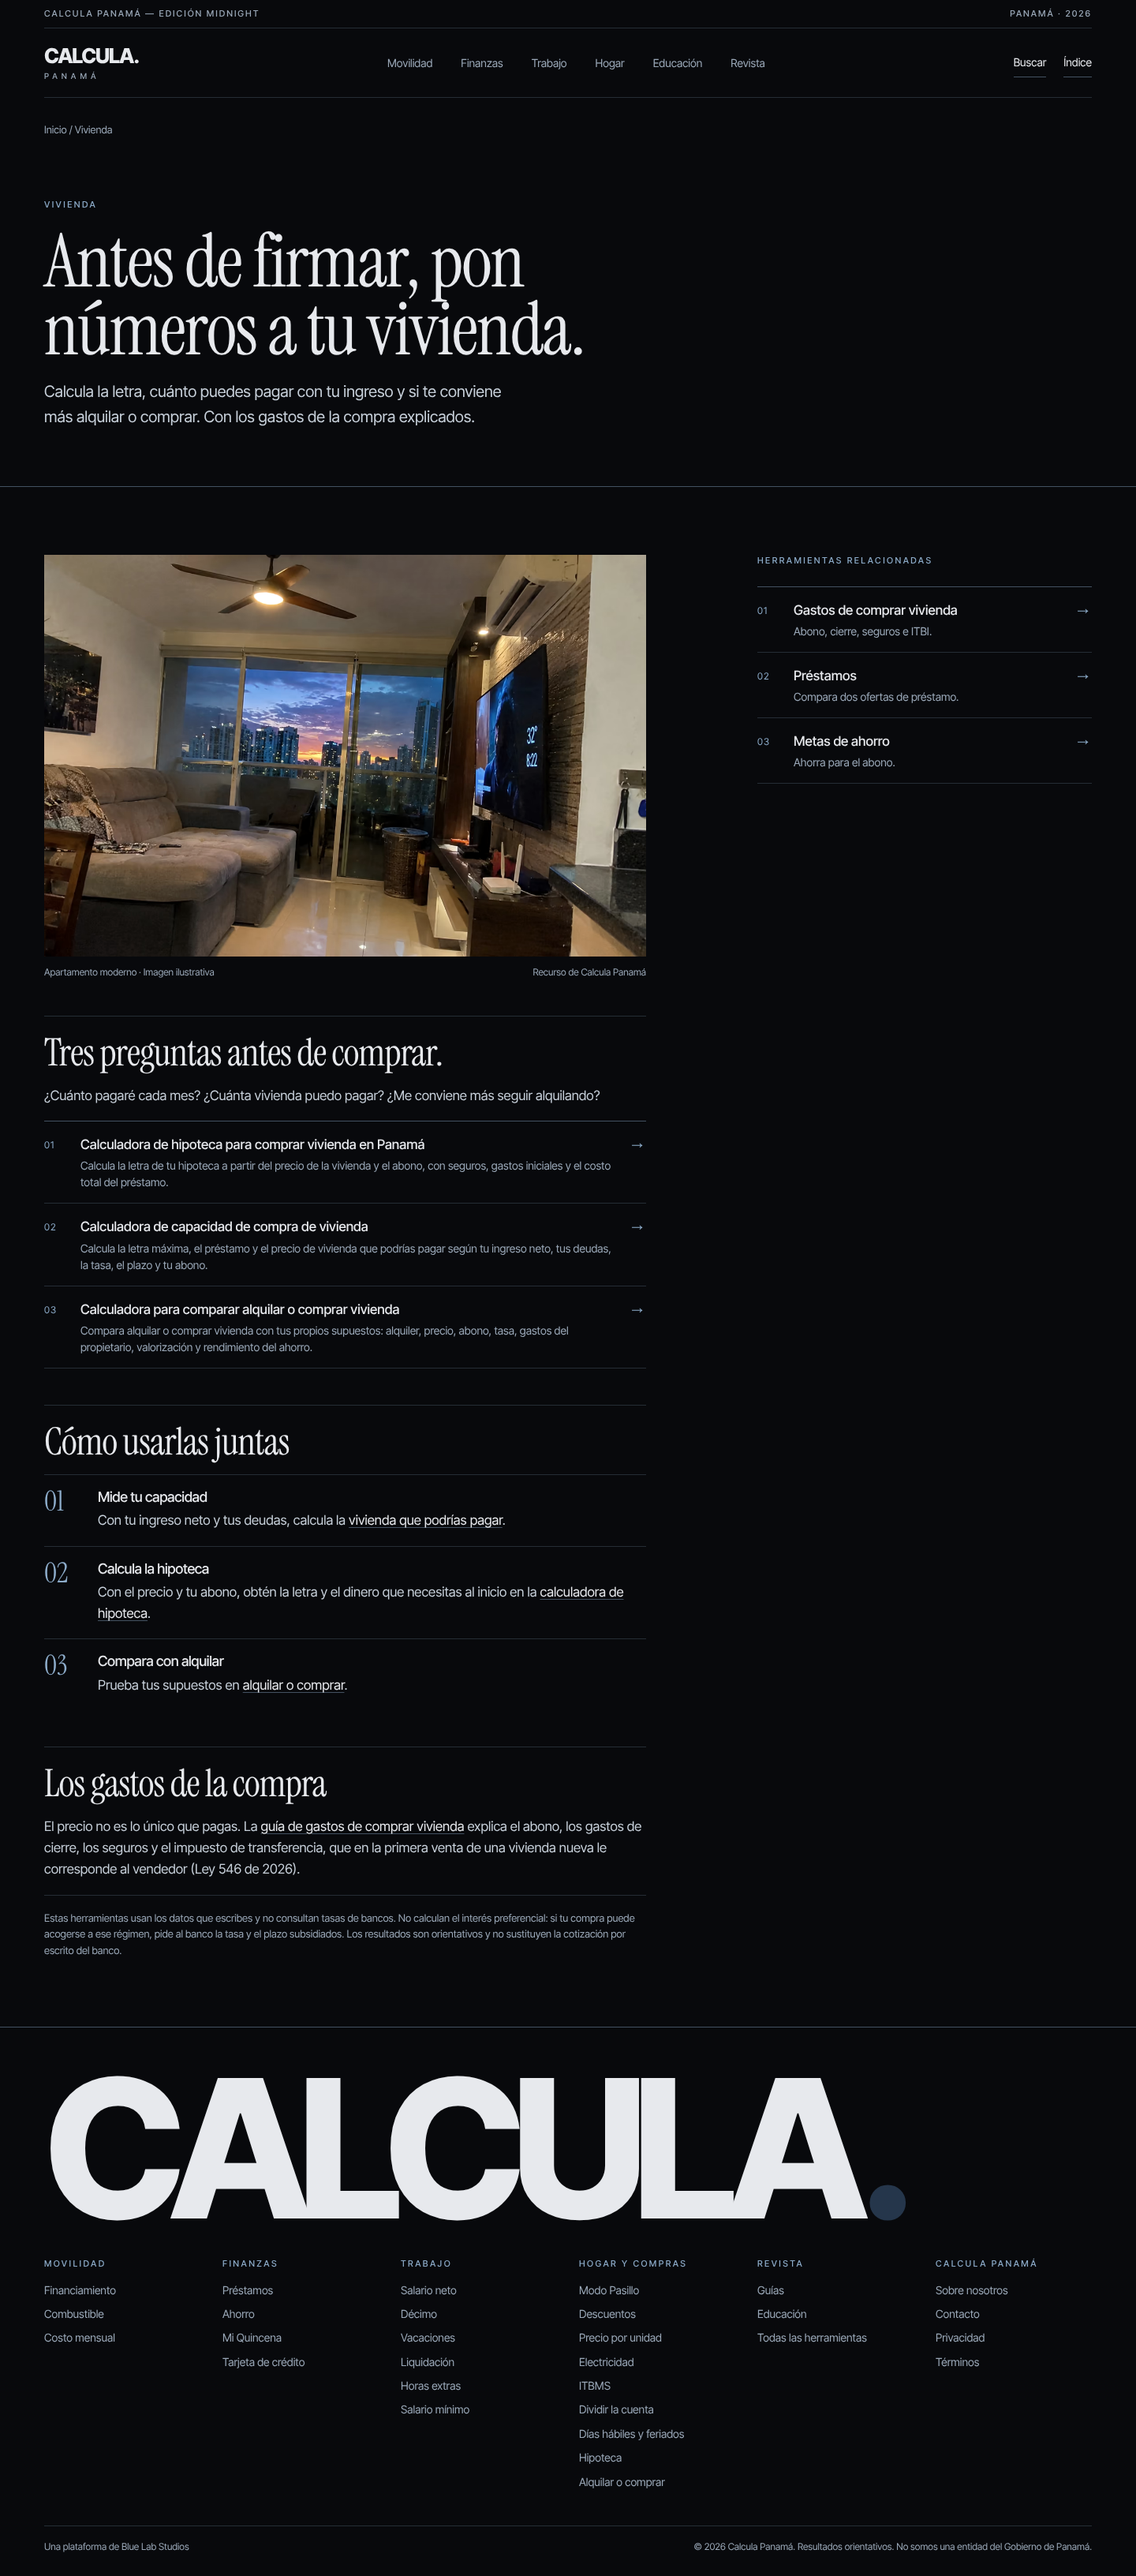 CALCULA PANAMÁ — EDICIÓN MIDNIGHT
PANAMÁ · 2026
CALCULA.
PANAMÁ
Movilidad
Finanzas
Trabajo
Hogar
Educación
Revista
Buscar
Índice
Inicio / Vivienda
VIVIENDA
Antes de firmar, pon
números a tu vivienda.
Calcula la letra, cuánto puedes pagar con tu ingreso y si te conviene
más alquilar o comprar. Con los gastos de la compra explicados.
32°
8:22
Apartamento moderno · Imagen ilustrativa
Recurso de Calcula Panamá
HERRAMIENTAS RELACIONADAS
01 Gastos de comprar vivienda →
Abono, cierre, seguros e ITBI.
02 Préstamos →
Compara dos ofertas de préstamo.
03 Metas de ahorro →
Ahorra para el abono.
Tres preguntas antes de comprar.
¿Cuánto pagaré cada mes? ¿Cuánta vivienda puedo pagar? ¿Me conviene más seguir alquilando?
01 Calculadora de hipoteca para comprar vivienda en Panamá →
Calcula la letra de tu hipoteca a partir del precio de la vivienda y el abono, con seguros, gastos iniciales y el costo
total del préstamo.
02 Calculadora de capacidad de compra de vivienda →
Calcula la letra máxima, el préstamo y el precio de vivienda que podrías pagar según tu ingreso neto, tus deudas,
la tasa, el plazo y tu abono.
03 Calculadora para comparar alquilar o comprar vivienda →
Compara alquilar o comprar vivienda con tus propios supuestos: alquiler, precio, abono, tasa, gastos del
propietario, valorización y rendimiento del ahorro.
Cómo usarlas juntas
01 Mide tu capacidad
Con tu ingreso neto y tus deudas, calcula la vivienda que podrías pagar.
02 Calcula la hipoteca
Con el precio y tu abono, obtén la letra y el dinero que necesitas al inicio en la calculadora de
hipoteca.
03 Compara con alquilar
Prueba tus supuestos en alquilar o comprar.
Los gastos de la compra
El precio no es lo único que pagas. La guía de gastos de comprar vivienda explica el abono, los gastos de
cierre, los seguros y el impuesto de transferencia, que en la primera venta de una vivienda nueva le
corresponde al vendedor (Ley 546 de 2026).
Estas herramientas usan los datos que escribes y no consultan tasas de bancos. No calculan el interés preferencial: si tu compra puede
acogerse a ese régimen, pide al banco la tasa y el plazo subsidiados. Los resultados son orientativos y no sustituyen la cotización por
escrito del banco.
CALCULA.
MOVILIDAD
Financiamiento
Combustible
Costo mensual
FINANZAS
Préstamos
Ahorro
Mi Quincena
Tarjeta de crédito
TRABAJO
Salario neto
Décimo
Vacaciones
Liquidación
Horas extras
Salario mínimo
HOGAR Y COMPRAS
Modo Pasillo
Descuentos
Precio por unidad
Electricidad
ITBMS
Dividir la cuenta
Días hábiles y feriados
Hipoteca
Alquilar o comprar
REVISTA
Guías
Educación
Todas las herramientas
CALCULA PANAMÁ
Sobre nosotros
Contacto
Privacidad
Términos
Una plataforma de Blue Lab Studios
© 2026 Calcula Panamá. Resultados orientativos. No somos una entidad del Gobierno de Panamá.